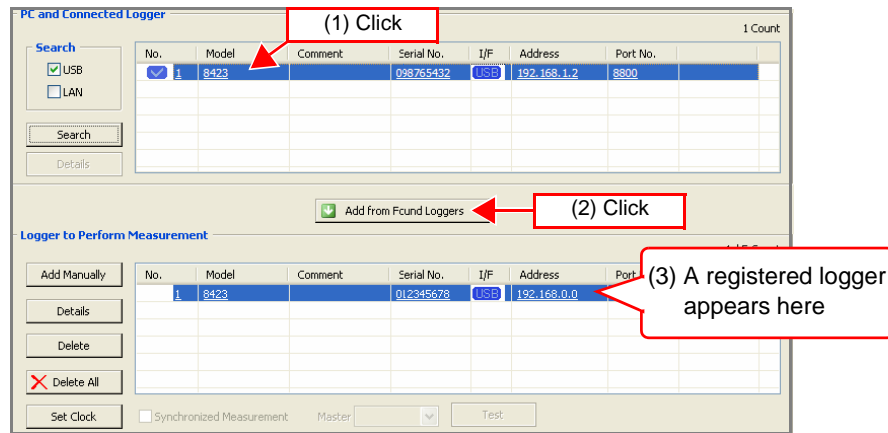 PC and Connected Logger
(1) Click
1 Count
Search
USB
LAN
Search
Details
No. Model Comment Serial No. I/F Address Port No.
1 8423 098765432 USB 192.168.1.2 8800
Add from Found Loggers
(2) Click
Logger to Perform Measurement
Add Manually
Details
Delete
Delete All
Set Clock
No. Model Comment Serial No. I/F Address Port
1 8423 012345678 USB 192.168.0.0
(3) A registered logger
appears here
Synchronized Measurement Master Test